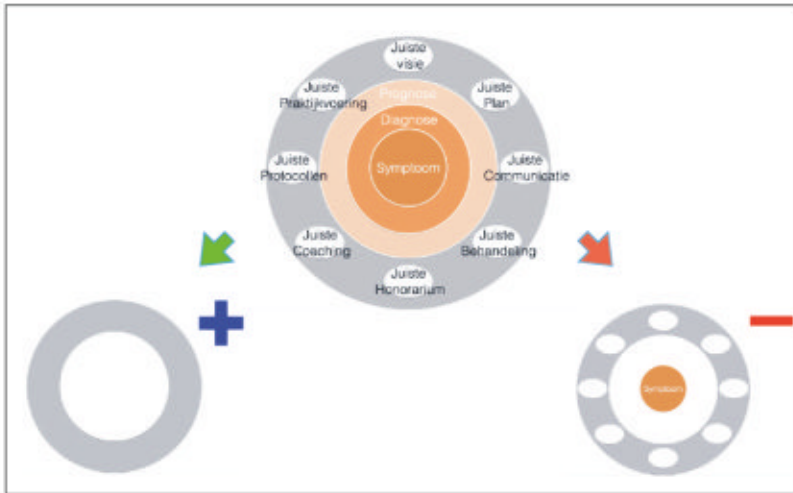 Juiste
visie
Juiste
Plan
Juiste
Communicatie
Juiste
Behandeling
Juiste
Honorarium
Juiste
Coaching
Juiste
Protocollen
Juiste
Praktijkvoering
Prognose
Diagnose
Symptoom
Symptoom